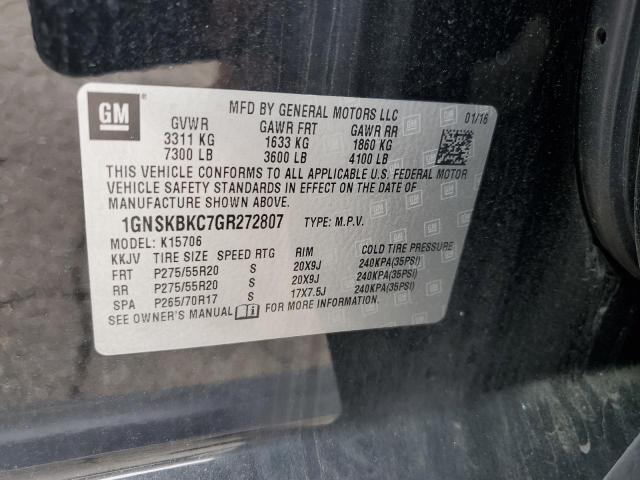 GM
MFD BY GENERAL MOTORS LLC 01/16
GVWR GAWR FRT GAWR RR
3311 KG 1633 KG 1860 KG
7300 LB 3600 LB 4100 LB
THIS VEHICLE CONFORMS TO ALL APPLICABLE U.S. FEDERAL MOTOR
VEHICLE SAFETY STANDARDS IN EFFECT ON THE DATE OF
MANUFACTURE SHOWN ABOVE.
1GNSKBKC7GR272807 TYPE: M.P.V.
MODEL: K15706
KKJV TIRE SIZE SPEED RTG RIM COLD TIRE PRESSURE
FRT P275/55R20 S 20X9J 240KPA(35PSI)
RR P275/55R20 S 20X9J 240KPA(35PSI)
SPA P265/70R17 S 17X7.5J 240KPA(35PSI)
SEE OWNER'S MANUAL FOR MORE INFORMATION.